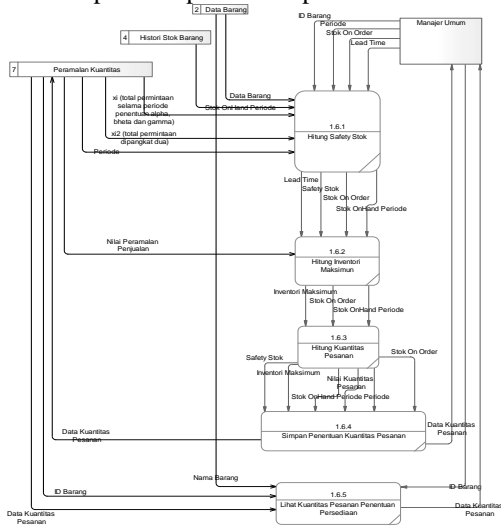 2 Data Barang
4 Histori Stok Barang
7 Peramalan Kuantitas
Manajer Umum
ID Barang
Periode
Stok On Order
Lead Time
Data Barang
Stok OnHand Periode
xi (total permintaan
selama periode
penentuan alpha,
bheta dan gamma)
xi2 (total permintaan
dipangkat dua)
Periode
1.6.1
Hitung Safety Stok
Lead Time
Safety Stok
Stok On Order
Stok OnHand Periode
Nilai Peramalan
Penjualan
1.6.2
Hitung Inventori
Maksimun
Inventori Maksimum
Stok On Order
Stok OnHand Periode
1.6.3
Hitung Kuantitas
Pesanan
Safety Stok
Inventori Maksimum
Nilai Kuantitas
Pesanan
Stok OnHand Periode
Periode
Stok On Order
1.6.4
Simpan Penentuan Kuantitas Pesanan
Data Kuantitas
Pesanan
Data Kuantitas
Pesanan
Nama Barang
ID Barang
Data Kuantitas
Pesanan
1.6.5
Lihat Kuantitas Pesanan Penentuan
Persediaan
ID Barang
Data Kuantitas
Pesanan